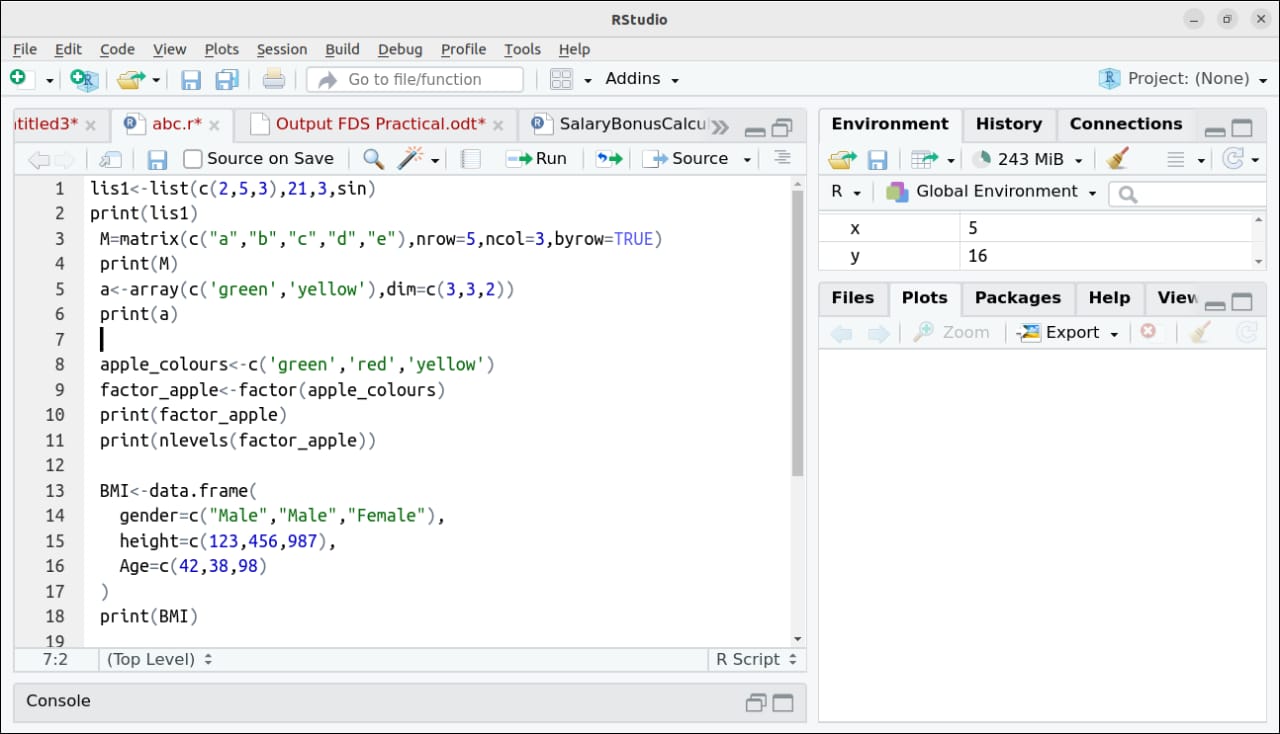 RStudio
File Edit Code View Plots Session Build Debug Profile Tools Help
Go to file/function Addins Project: (None)
ntitled3* abc.r* Output FDS Practical.odt* SalaryBonusCalcu
Source on Save Run Source
1 lis1<-list(c(2,5,3),21,3,sin)
2 print(lis1)
3 M=matrix(c("a","b","c","d","e"),nrow=5,ncol=3,byrow=TRUE)
4 print(M)
5 a<-array(c('green','yellow'),dim=c(3,3,2))
6 print(a)
7
8 apple_colours<-c('green','red','yellow')
9 factor_apple<-factor(apple_colours)
10 print(factor_apple)
11 print(nlevels(factor_apple))
12
13 BMI<-data.frame(
14 gender=c("Male","Male","Female"),
15 height=c(123,456,987),
16 Age=c(42,38,98)
17 )
18 print(BMI)
19
7:2 (Top Level) R Script
Console
Environment History Connections
243 MiB
R Global Environment
x 5
y 16
Files Plots Packages Help View
Zoom Export